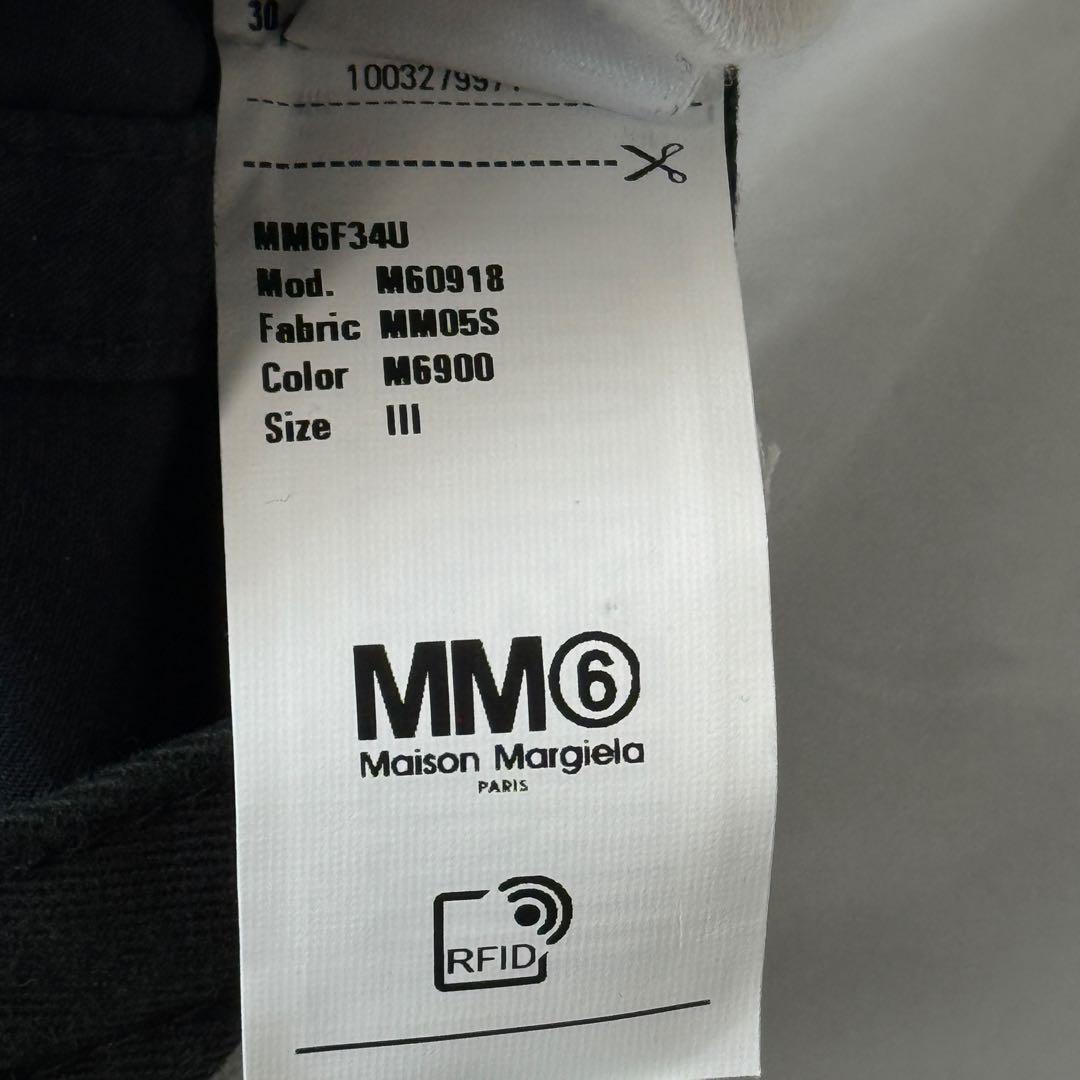 30
MM6F34U
Mod. M60918
Fabric MM05S
Color M6900
Size III
MM6
Maison Margiela
PARIS
RFID